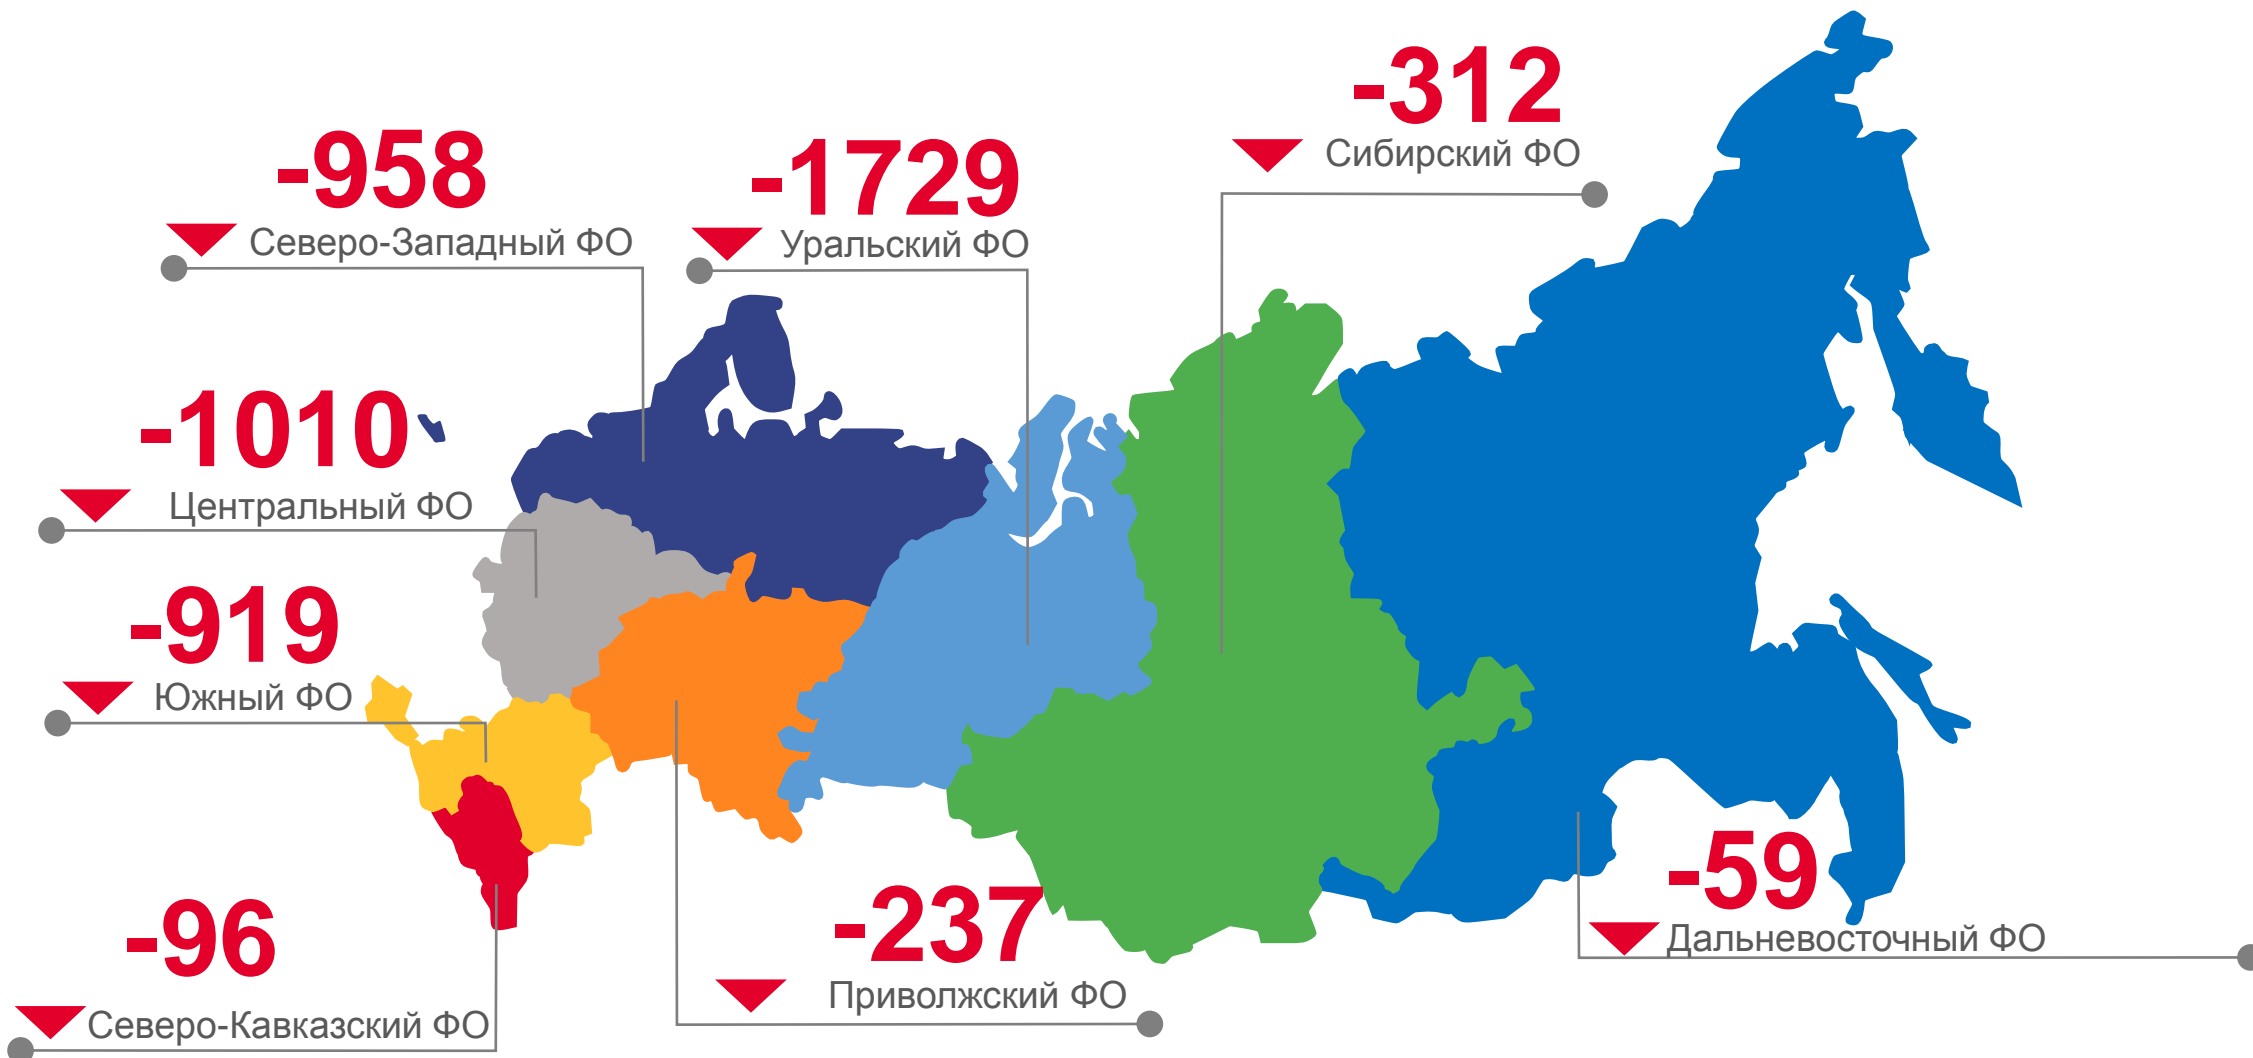 -312
Сибирский ФО
-958
Северо-Западный ФО
-1729
Уральский ФО
-1010
Центральный ФО
-919
Южный ФО
-96
Северо-Кавказский ФО
-237
Приволжский ФО
-59
Дальневосточный ФО